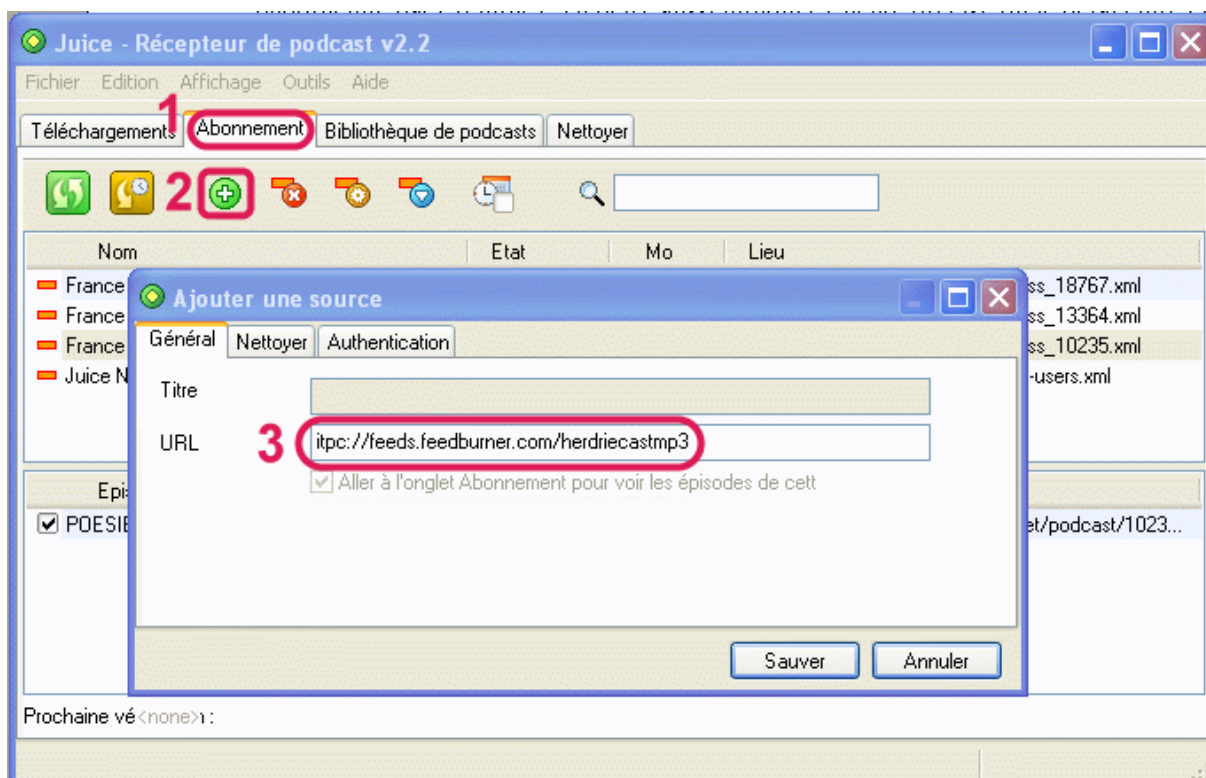 Juice - Récepteur de podcast v2.2
Fichier Edition Affichage Outils Aide
1
Téléchargements Abonnement Bibliothèque de podcasts Nettoyer
2
Nom Etat Mo Lieu
France ss_18767.xml
France ss_13364.xml
France ss_10235.xml
Juice N -users.xml
Ajouter une source
Général Nettoyer Authentication
Titre
URL 3 itpc://feeds.feedburner.com/herdriecastmp3
Aller à l'onglet Abonnement pour voir les épisodes de cett
Epi
POESIE et/podcast/1023...
Sauver Annuler
Prochaine vé<none>n :